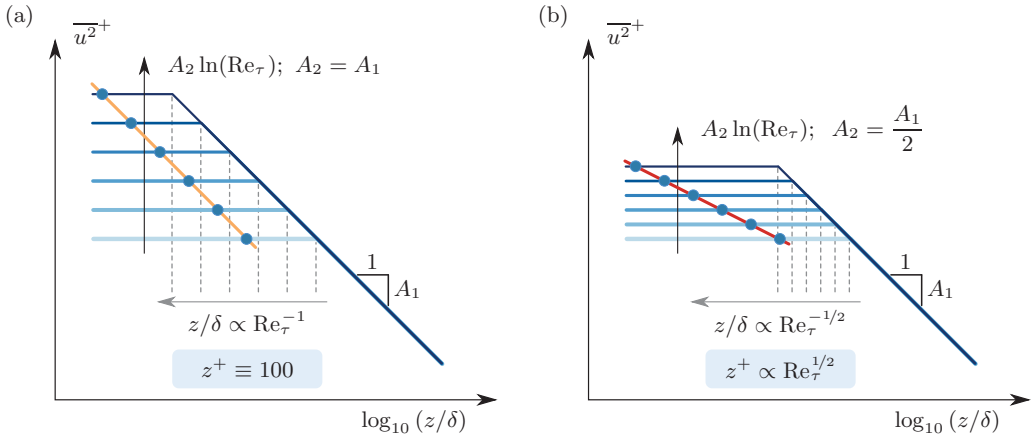 (a)
$\overline{u^2}^+$
$A_2 \ln(\mathrm{Re}_\tau);\ A_2 = A_1$
1
$A_1$
$z/\delta \propto \mathrm{Re}_\tau^{-1}$
$z^+ \equiv 100$
$\log_{10}(z/\delta)$
(b)
$\overline{u^2}^+$
$A_2 \ln(\mathrm{Re}_\tau);\ A_2 = \dfrac{A_1}{2}$
1
$A_1$
$z/\delta \propto \mathrm{Re}_\tau^{-1/2}$
$z^+ \propto \mathrm{Re}_\tau^{1/2}$
$\log_{10}(z/\delta)$